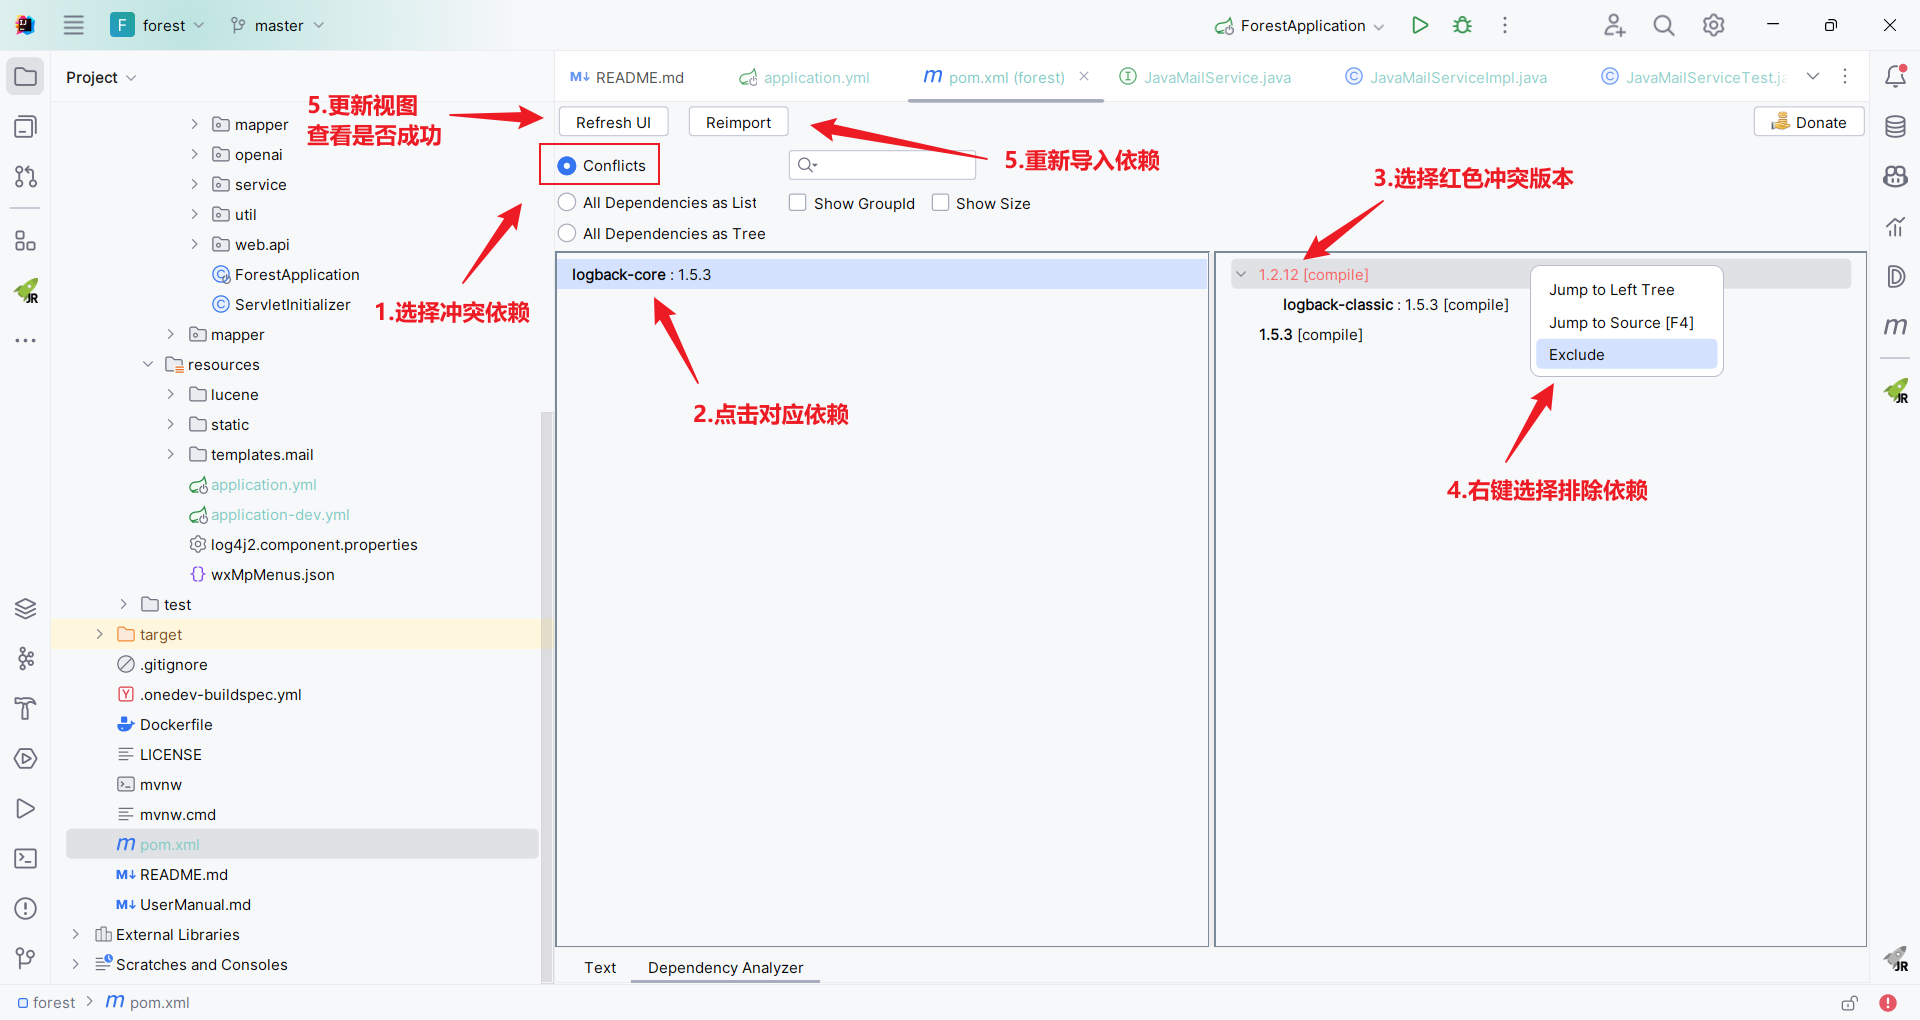 F forest
master
ForestApplication
Project
README.md
application.yml
pom.xml (forest)
JavaMailService.java
JavaMailServiceImpl.java
JavaMailServiceTest.ja
mapper
openai
service
util
web.api
ForestApplication
ServletInitializer
mapper
resources
lucene
static
templates.mail
application.yml
application-dev.yml
log4j2.component.properties
wxMpMenus.json
test
target
.gitignore
.onedev-buildspec.yml
Dockerfile
LICENSE
mvnw
mvnw.cmd
pom.xml
README.md
UserManual.md
External Libraries
Scratches and Consoles
5.更新视图
查看是否成功
Refresh UI
Reimport
Donate
5.重新导入依赖
Conflicts
All Dependencies as List
Show GroupId
Show Size
All Dependencies as Tree
1.选择冲突依赖
logback-core : 1.5.3
2.点击对应依赖
3.选择红色冲突版本
1.2.12 [compile]
logback-classic : 1.5.3 [compile]
1.5.3 [compile]
Jump to Left Tree
Jump to Source [F4]
Exclude
4.右键选择排除依赖
Text
Dependency Analyzer
forest
pom.xml